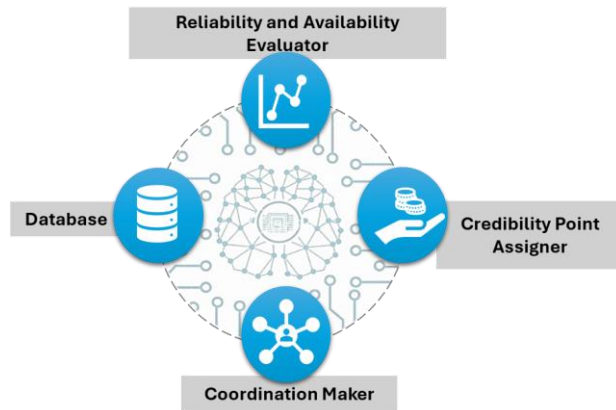 Reliability and Availability
Evaluator
Database
Credibility Point
Assigner
Coordination Maker